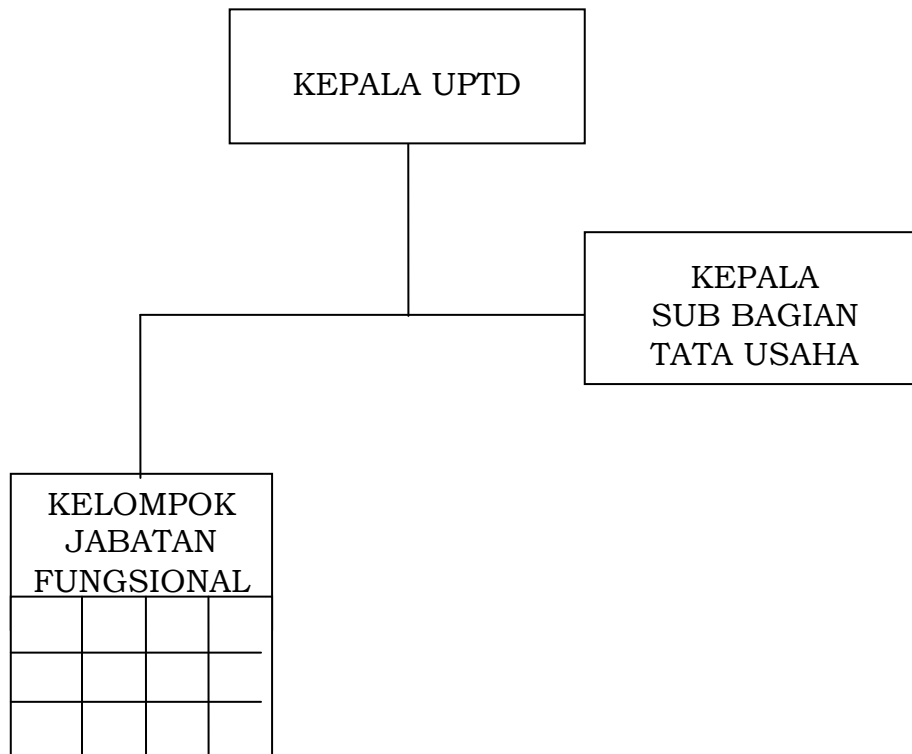 KEPALA UPTD
KEPALA
SUB BAGIAN
TATA USAHA
KELOMPOK
JABATAN
FUNGSIONAL